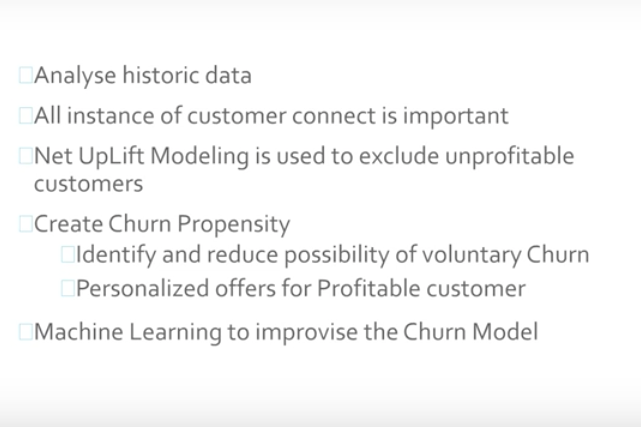 Analyse historic data
All instance of customer connect is important
Net UpLift Modeling is used to exclude unprofitable
customers
Create Churn Propensity
Identify and reduce possibility of voluntary Churn
Personalized offers for Profitable customer
Machine Learning to improvise the Churn Model